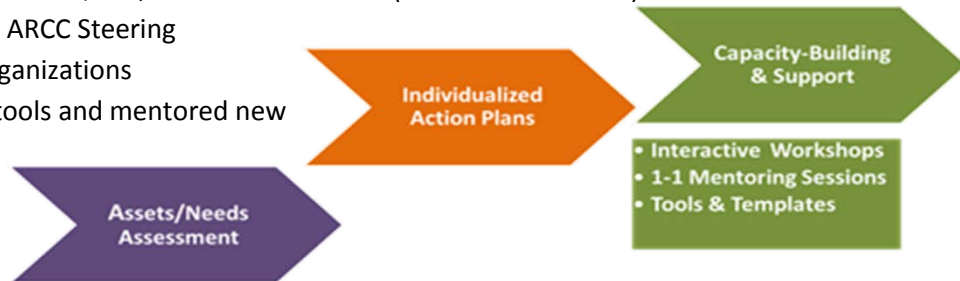 ARCC Steering
tools and mentored new
Capacity-Building
& Support
Individualized
Action Plans
• Interactive Workshops
• 1-1 Mentoring Sessions
• Tools & Templates
Assets/Needs
Assessment